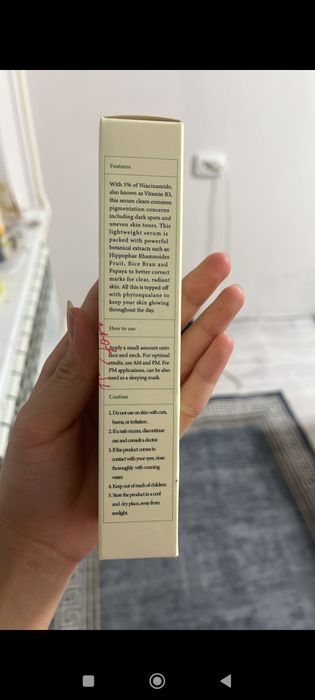 Features
With 5% of Niacinamide,
also known as Vitamin B3,
this serum clears common
pigmentation concerns
including dark spots and
uneven skin tones. This
lightweight serum is
packed with powerful
botanical extracts such as
Hippophae Rhamnoides
Fruit, Rice Bran and
Papaya to better correct
marks for clear, radiant
skin. All this is topped off
with phytosqualane to
keep your skin glowing
throughout the day.
How to use
Apply a small amount onto
face and neck. For optimal
results, use AM and PM. For
PM applications, can be also
used as a sleeping mask.
Caution
1. Do not use on skin with cuts,
burns, or irritation.
2. If a rash occurs, discontinue
use and consult a doctor.
3. If the product comes in
contact with your eyes, rinse
thoroughly with running
water.
4. Keep out of reach of children.
5. Store the product in a cool
and dry place, away from
sunlight.